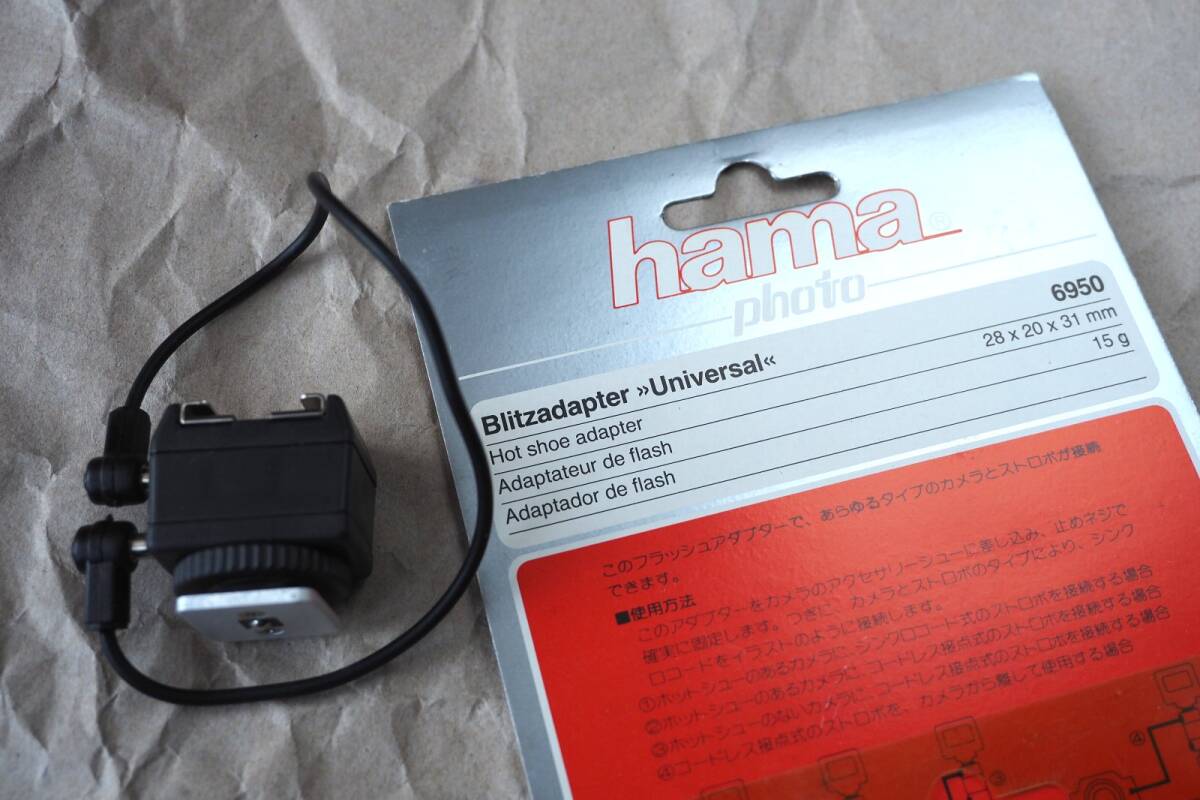 hama®
photo
6950
Blitzadapter »Universal«
28 x 20 x 31 mm
Hot shoe adapter
15 g
Adaptateur de flash
Adaptador de flash
このフラッシュアダプターで、あらゆるタイプのカメラとストロボが接続
できます。
■使用方法
このアダプターをカメラのアクセサリーシューに差し込み、止めネジで
確実に固定します。つぎに、カメラとストロボのタイプにより、シンク
ロコードをイラストのように接続します。
①ホットシューのあるカメラに、シンクロコード式のストロボを接続する場合
②ホットシューのあるカメラに、コードレス接点式のストロボを接続する場合
③ホットシューのないカメラに、コードレス接点式のストロボを接続する場合
④コードレス接点式のストロボを、カメラから離して使用する場合
③
④